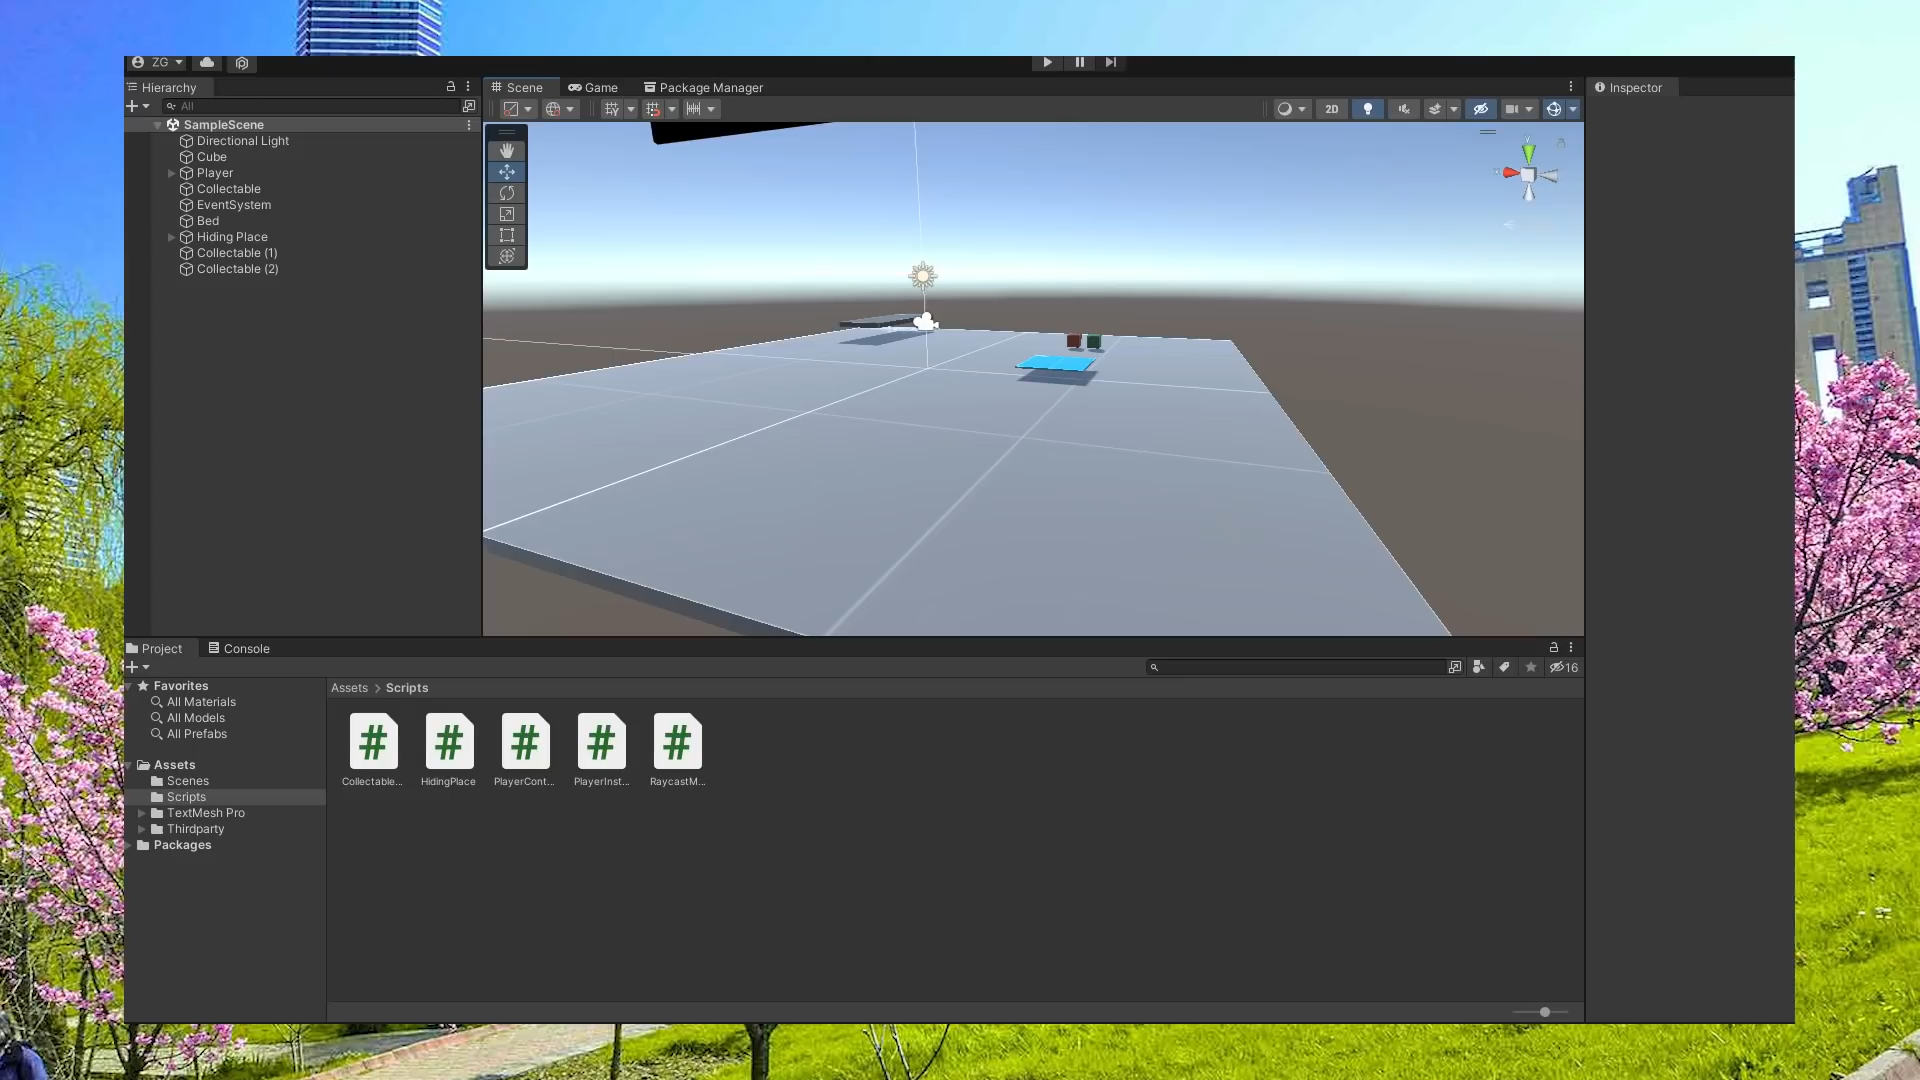 ZG
Hierarchy
All
SampleScene
Directional Light
Cube
Player
Collectable
EventSystem
Bed
Hiding Place
Collectable (1)
Collectable (2)
Scene
Game
Package Manager
2D
Inspector
Project
Console
16
Favorites
All Materials
All Models
All Prefabs
Assets
Scenes
Scripts
TextMesh Pro
Thirdparty
Packages
Assets > Scripts
Collectable...
HidingPlace
PlayerCont...
PlayerInst...
RaycastM...